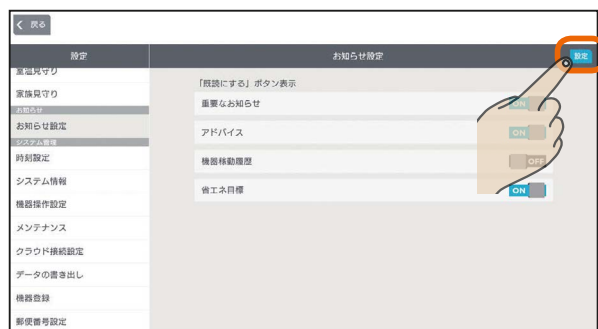 戻る
設定
お知らせ設定
設定
室温見守り
家族見守り
お知らせ
お知らせ設定
システム管理
時刻設定
システム情報
機器操作設定
メンテナンス
クラウド接続設定
データの書き出し
機器登録
郵便番号設定
「既読にする」ボタン表示
重要なお知らせ
ON
アドバイス
ON
機器移動履歴
OFF
省エネ目標
ON